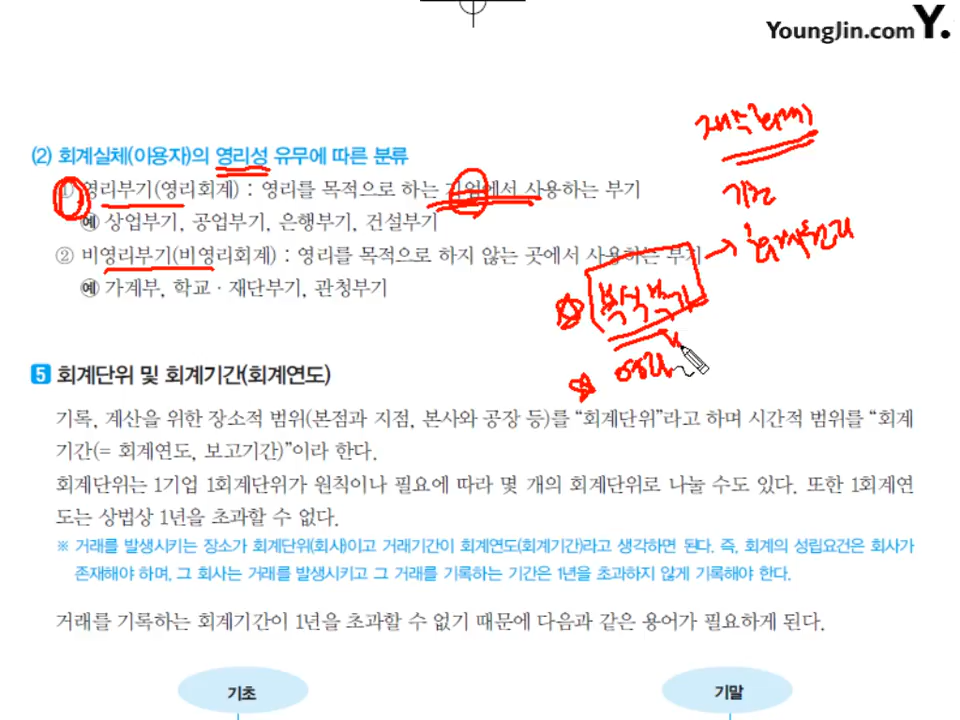 YoungJin.com Y.
(2) 회계실체(이용자)의 영리성 유무에 따른 분류
① 영리부기(영리회계) : 영리를 목적으로 하는 기업에서 사용하는 부기
예 상업부기, 공업부기, 은행부기, 건설부기
② 비영리부기(비영리회계) : 영리를 목적으로 하지 않는 곳에서 사용하는 부기
예 가계부, 학교 · 재단부기, 관청부기
재무회계
복식부기
영리
5 회계단위 및 회계기간(회계연도)
기록, 계산을 위한 장소적 범위(본점과 지점, 본사와 공장 등)를 “회계단위”라고 하며 시간적 범위를 “회계
기간(= 회계연도, 보고기간)”이라 한다.
회계단위는 1기업 1회계단위가 원칙이나 필요에 따라 몇 개의 회계단위로 나눌 수도 있다. 또한 1회계연
도는 상법상 1년을 초과할 수 없다.
※ 거래를 발생시키는 장소가 회계단위(회사)이고 거래기간이 회계연도(회계기간)라고 생각하면 된다. 즉, 회계의 성립요건은 회사가
존재해야 하며, 그 회사는 거래를 발생시키고 그 거래를 기록하는 기간은 1년을 초과하지 않게 기록해야 한다.
거래를 기록하는 회계기간이 1년을 초과할 수 없기 때문에 다음과 같은 용어가 필요하게 된다.
기초
기말